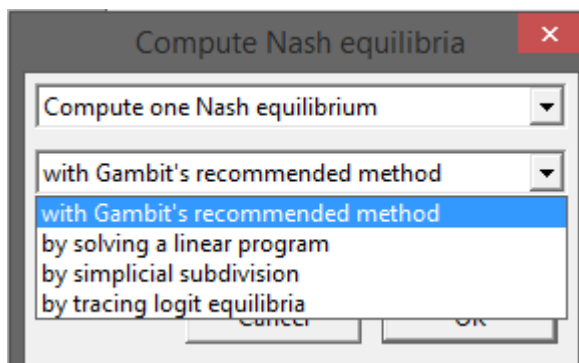 Compute Nash equilibria
Compute one Nash equilibrium
with Gambit's recommended method
with Gambit's recommended method
by solving a linear program
by simplicial subdivision
by tracing logit equilibria
Cancel OK